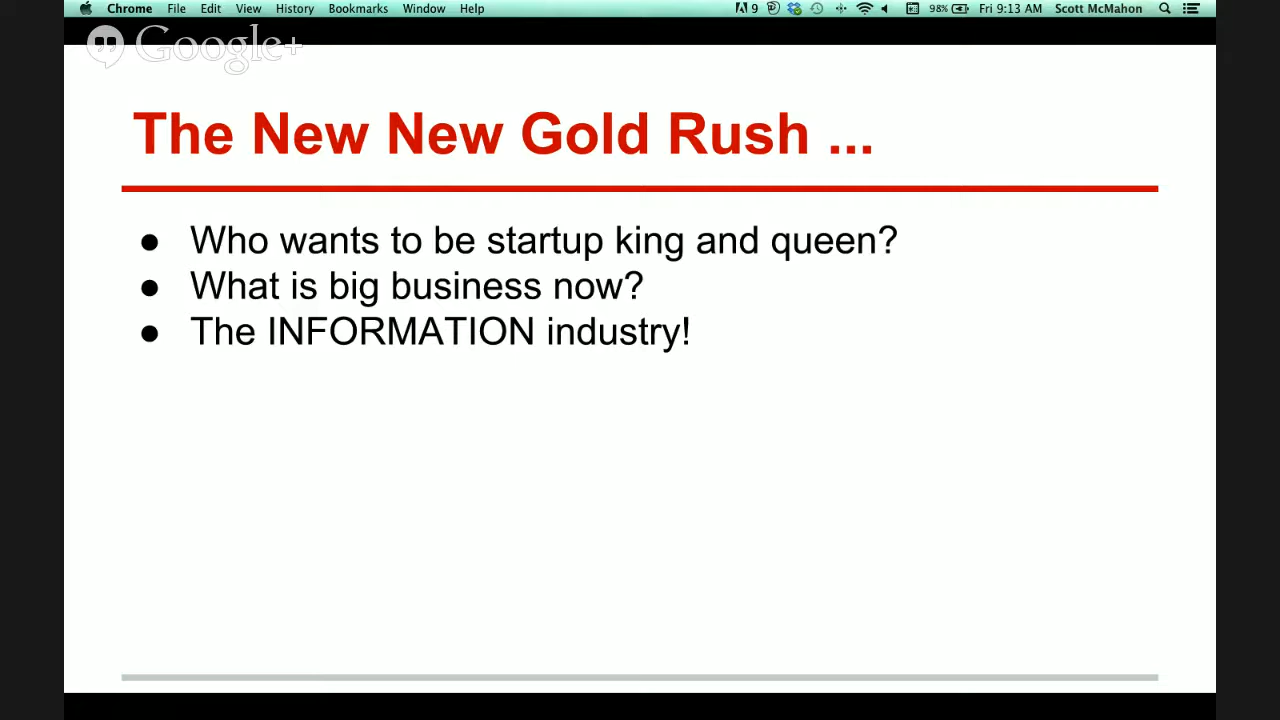 Chrome File Edit View History Bookmarks Window Help 9 98% Fri 9:13 AM Scott McMahon
Google+
The New New Gold Rush ...
● Who wants to be startup king and queen?
● What is big business now?
● The INFORMATION industry!